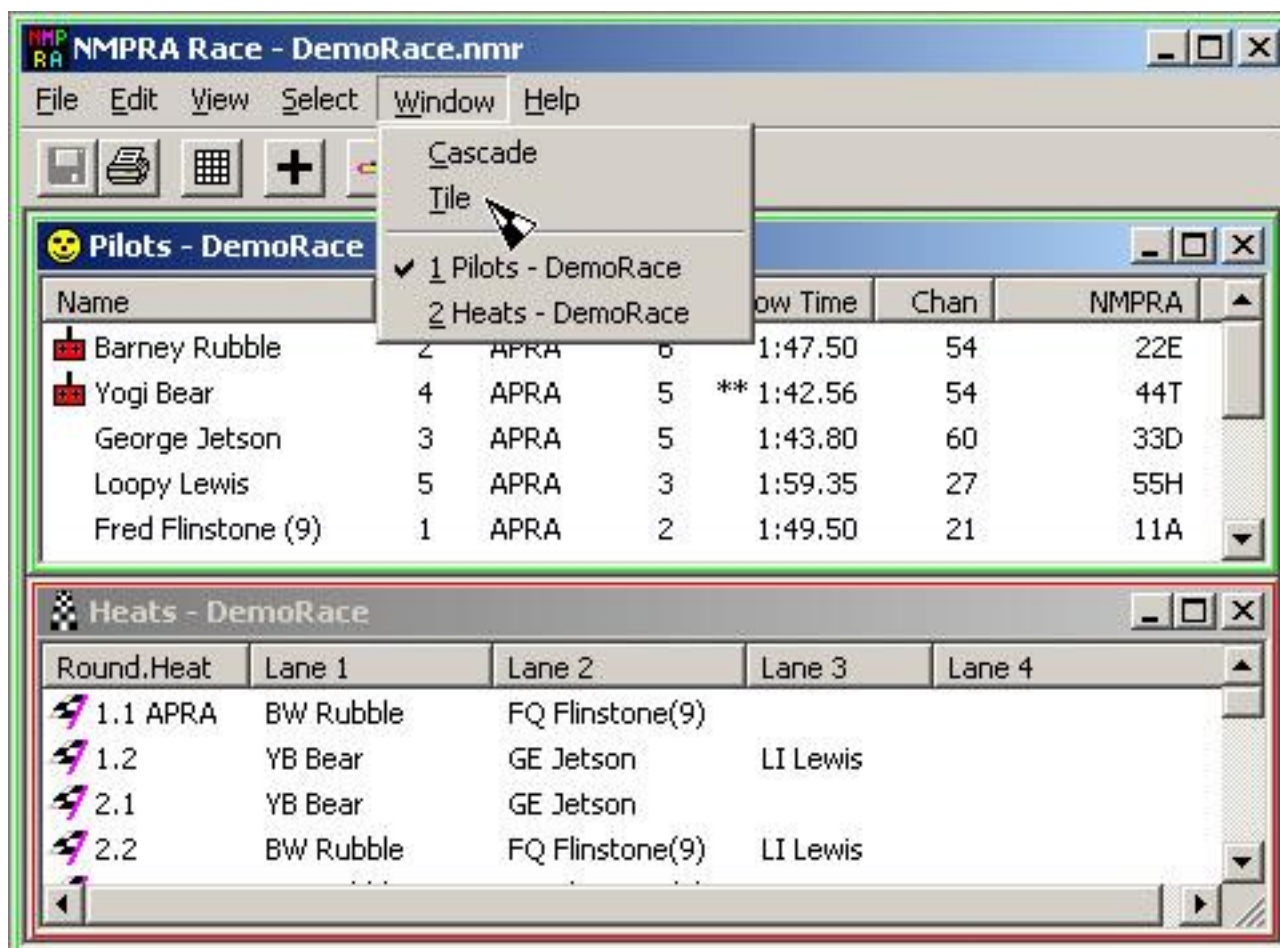 NMP
RA
NMPRA Race - DemoRace.nmr
File Edit View Select Window Help
Cascade
Tile
1 Pilots - DemoRace
2 Heats - DemoRace
Pilots - DemoRace
Name Time Chan NMPRA
Barney Rubble 2 APRA 6 1:47.50 54 22E
Yogi Bear 4 APRA 5 ** 1:42.56 54 44T
George Jetson 3 APRA 5 1:43.80 60 33D
Loopy Lewis 5 APRA 3 1:59.35 27 55H
Fred Flinstone (9) 1 APRA 2 1:49.50 21 11A
Heats - DemoRace
Round.Heat Lane 1 Lane 2 Lane 3 Lane 4
1.1 APRA BW Rubble FQ Flinstone(9)
1.2 YB Bear GE Jetson LI Lewis
2.1 YB Bear GE Jetson
2.2 BW Rubble FQ Flinstone(9) LI Lewis